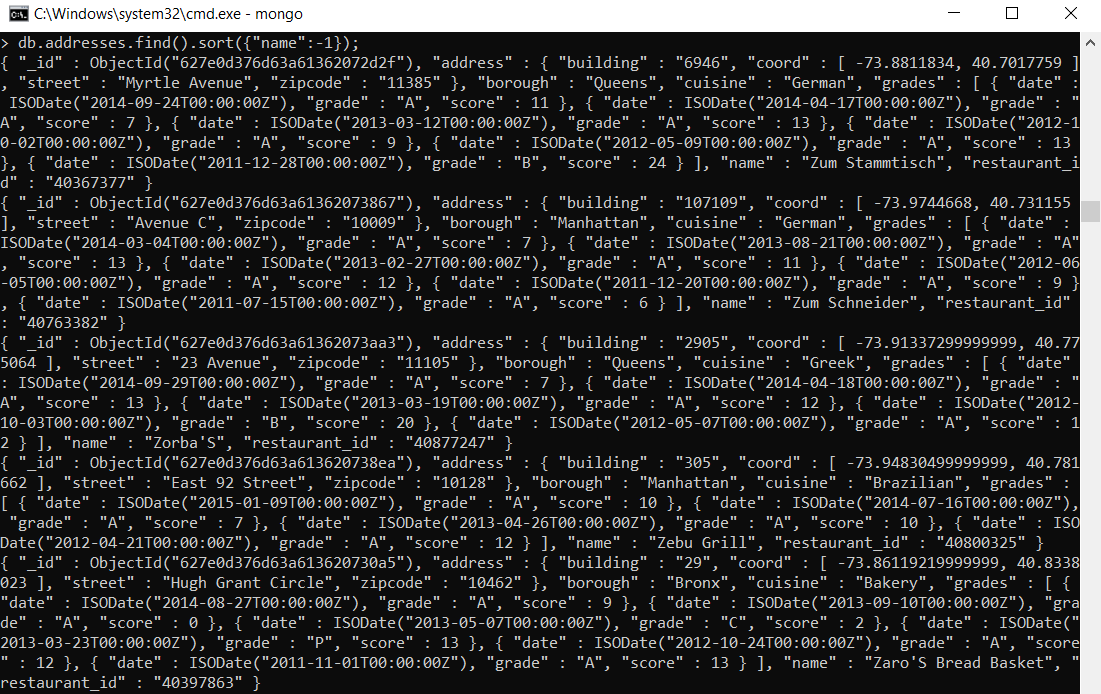 C:\Windows\system32\cmd.exe - mongo
> db.addresses.find().sort({"name":-1});
{ "_id" : ObjectId("627e0d376d63a61362072d2f"), "address" : { "building" : "6946", "coord" : [ -73.8811834, 40.7017759 ]
, "street" : "Myrtle Avenue", "zipcode" : "11385" }, "borough" : "Queens", "cuisine" : "German", "grades" : [ { "date" :
 ISODate("2014-09-24T00:00:00Z"), "grade" : "A", "score" : 11 }, { "date" : ISODate("2014-04-17T00:00:00Z"), "grade" : "
A", "score" : 7 }, { "date" : ISODate("2013-03-12T00:00:00Z"), "grade" : "A", "score" : 13 }, { "date" : ISODate("2012-1
0-02T00:00:00Z"), "grade" : "A", "score" : 9 }, { "date" : ISODate("2012-05-09T00:00:00Z"), "grade" : "A", "score" : 13
}, { "date" : ISODate("2011-12-28T00:00:00Z"), "grade" : "B", "score" : 24 } ], "name" : "Zum Stammtisch", "restaurant_i
d" : "40367377" }
{ "_id" : ObjectId("627e0d376d63a61362073867"), "address" : { "building" : "107109", "coord" : [ -73.9744668, 40.731155
], "street" : "Avenue C", "zipcode" : "10009" }, "borough" : "Manhattan", "cuisine" : "German", "grades" : [ { "date" :
ISODate("2014-03-04T00:00:00Z"), "grade" : "A", "score" : 7 }, { "date" : ISODate("2013-08-21T00:00:00Z"), "grade" : "A"
, "score" : 13 }, { "date" : ISODate("2013-02-27T00:00:00Z"), "grade" : "A", "score" : 11 }, { "date" : ISODate("2012-06
-05T00:00:00Z"), "grade" : "A", "score" : 12 }, { "date" : ISODate("2011-12-20T00:00:00Z"), "grade" : "A", "score" : 9 }
, { "date" : ISODate("2011-07-15T00:00:00Z"), "grade" : "A", "score" : 6 } ], "name" : "Zum Schneider", "restaurant_id"
: "40763382" }
{ "_id" : ObjectId("627e0d376d63a61362073aa3"), "address" : { "building" : "2905", "coord" : [ -73.91337299999999, 40.77
5064 ], "street" : "23 Avenue", "zipcode" : "11105" }, "borough" : "Queens", "cuisine" : "Greek", "grades" : [ { "date"
: ISODate("2014-09-29T00:00:00Z"), "grade" : "A", "score" : 7 }, { "date" : ISODate("2014-04-18T00:00:00Z"), "grade" : "
A", "score" : 13 }, { "date" : ISODate("2013-03-19T00:00:00Z"), "grade" : "A", "score" : 12 }, { "date" : ISODate("2012-
10-03T00:00:00Z"), "grade" : "B", "score" : 20 }, { "date" : ISODate("2012-05-07T00:00:00Z"), "grade" : "A", "score" : 1
2 } ], "name" : "Zorba'S", "restaurant_id" : "40877247" }
{ "_id" : ObjectId("627e0d376d63a613620738ea"), "address" : { "building" : "305", "coord" : [ -73.94830499999999, 40.781
662 ], "street" : "East 92 Street", "zipcode" : "10128" }, "borough" : "Manhattan", "cuisine" : "Brazilian", "grades" :
[ { "date" : ISODate("2015-01-09T00:00:00Z"), "grade" : "A", "score" : 10 }, { "date" : ISODate("2014-07-16T00:00:00Z"),
 "grade" : "A", "score" : 7 }, { "date" : ISODate("2013-04-26T00:00:00Z"), "grade" : "A", "score" : 10 }, { "date" : ISO
Date("2012-04-21T00:00:00Z"), "grade" : "A", "score" : 12 } ], "name" : "Zebu Grill", "restaurant_id" : "40800325" }
{ "_id" : ObjectId("627e0d376d63a613620730a5"), "address" : { "building" : "29", "coord" : [ -73.86119219999999, 40.8338
023 ], "street" : "Hugh Grant Circle", "zipcode" : "10462" }, "borough" : "Bronx", "cuisine" : "Bakery", "grades" : [ {
"date" : ISODate("2014-08-27T00:00:00Z"), "grade" : "A", "score" : 9 }, { "date" : ISODate("2013-09-10T00:00:00Z"), "gra
de" : "A", "score" : 0 }, { "date" : ISODate("2013-05-07T00:00:00Z"), "grade" : "C", "score" : 2 }, { "date" : ISODate("
2013-03-23T00:00:00Z"), "grade" : "P", "score" : 13 }, { "date" : ISODate("2012-10-24T00:00:00Z"), "grade" : "A", "score
" : 12 }, { "date" : ISODate("2011-11-01T00:00:00Z"), "grade" : "A", "score" : 13 } ], "name" : "Zaro'S Bread Basket", "
restaurant_id" : "40397863" }